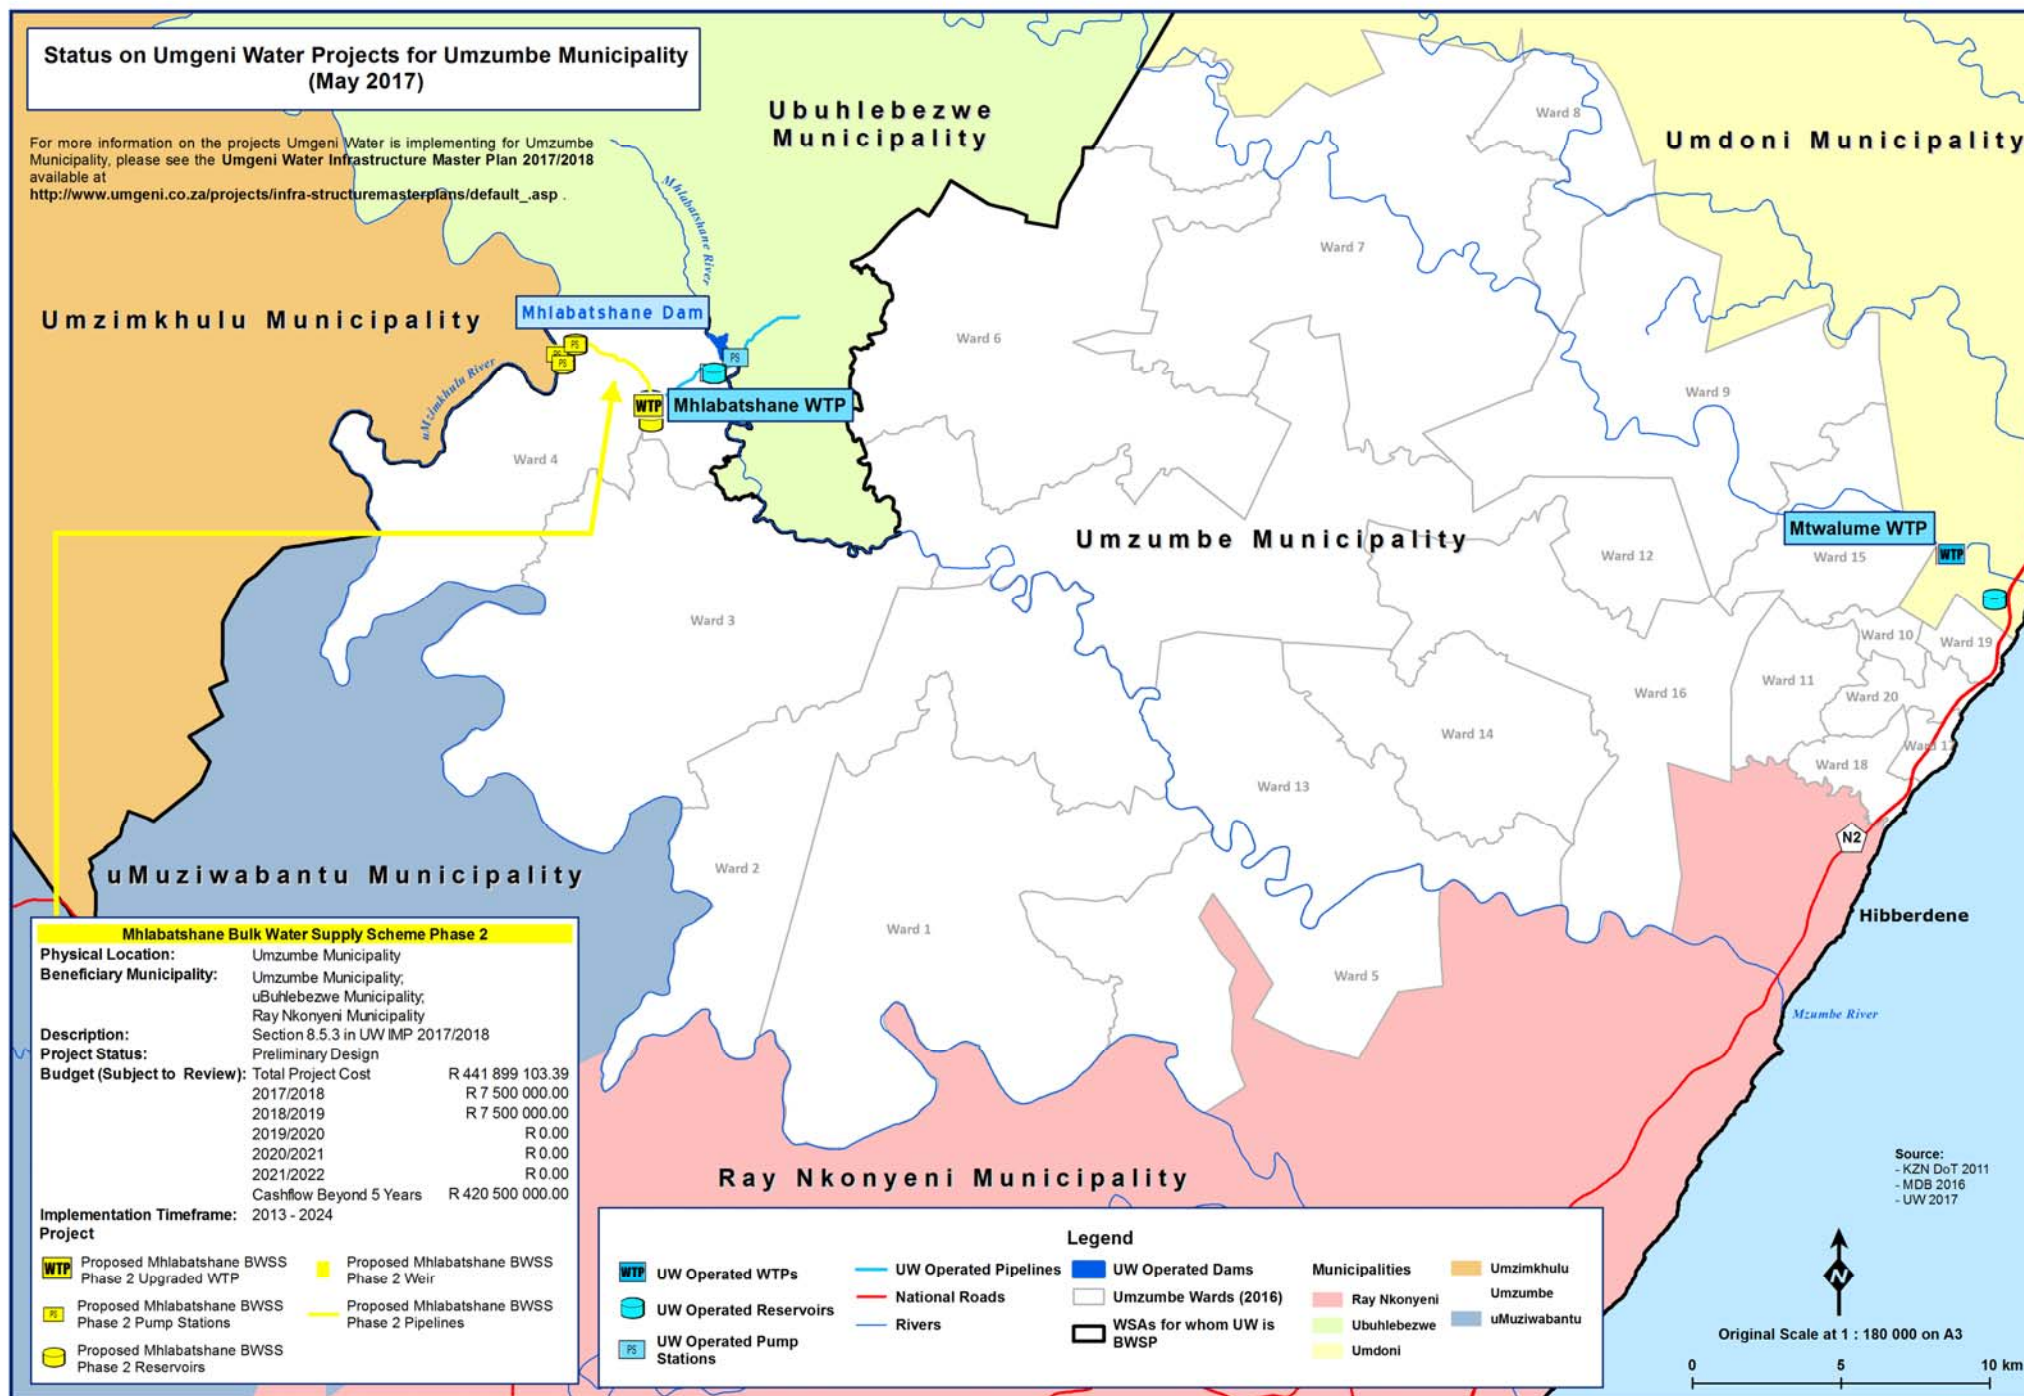 Status on Umgeni Water Projects for Umzumbe Municipality
(May 2017)
For more information on the projects Umgeni Water is implementing for Umzumbe
Municipality, please see the Umgeni Water Infrastructure Master Plan 2017/2018
available at
http://www.umgeni.co.za/projects/infra-structuremasterplans/default_.asp .
Ubuhlebezwe
Municipality
Umdoni Municipality
Umzimkhulu Municipality
Mhlabatshane River
Mhlabatshane Dam
PS
PS
PS
uMzimkhulu River
WTP
Mhlabatshane WTP
Ward 8
Ward 7
Ward 6
Ward 9
Ward 4
Umzumbe Municipality
Mtwalume WTP
WTP
Ward 12
Ward 15
Ward 3
Ward 10
Ward 19
Ward 11
Ward 16
Ward 20
Ward 14
Ward 17
Ward 18
Ward 13
N2
uMuziwabantu Municipality
Ward 2
Ward 1
Ward 5
Hibberdene
Mzumbe River
Ray Nkonyeni Municipality
Mhlabatshane Bulk Water Supply Scheme Phase 2
Physical Location: Umzumbe Municipality
Beneficiary Municipality: Umzumbe Municipality;
uBuhlebezwe Municipality;
Ray Nkonyeni Municipality
Description: Section 8.5.3 in UW IMP 2017/2018
Project Status: Preliminary Design
Budget (Subject to Review): Total Project Cost R 441 899 103.39
2017/2018 R 7 500 000.00
2018/2019 R 7 500 000.00
2019/2020 R 0.00
2020/2021 R 0.00
2021/2022 R 0.00
Cashflow Beyond 5 Years R 420 500 000.00
Implementation Timeframe: 2013 - 2024
Project
WTP Proposed Mhlabatshane BWSS
Phase 2 Upgraded WTP
Proposed Mhlabatshane BWSS
Phase 2 Weir
PS Proposed Mhlabatshane BWSS
Phase 2 Pump Stations
Proposed Mhlabatshane BWSS
Phase 2 Pipelines
Proposed Mhlabatshane BWSS
Phase 2 Reservoirs
Legend
WTP UW Operated WTPs
UW Operated Reservoirs
PS UW Operated Pump
Stations
UW Operated Pipelines
National Roads
Rivers
UW Operated Dams
Umzumbe Wards (2016)
WSAs for whom UW is
BWSP
Municipalities
Ray Nkonyeni
Ubuhlebezwe
Umdoni
Umzimkhulu
Umzumbe
uMuziwabantu
Source:
- KZN DoT 2011
- MDB 2016
- UW 2017
N
Original Scale at 1 : 180 000 on A3
0 5 10 km